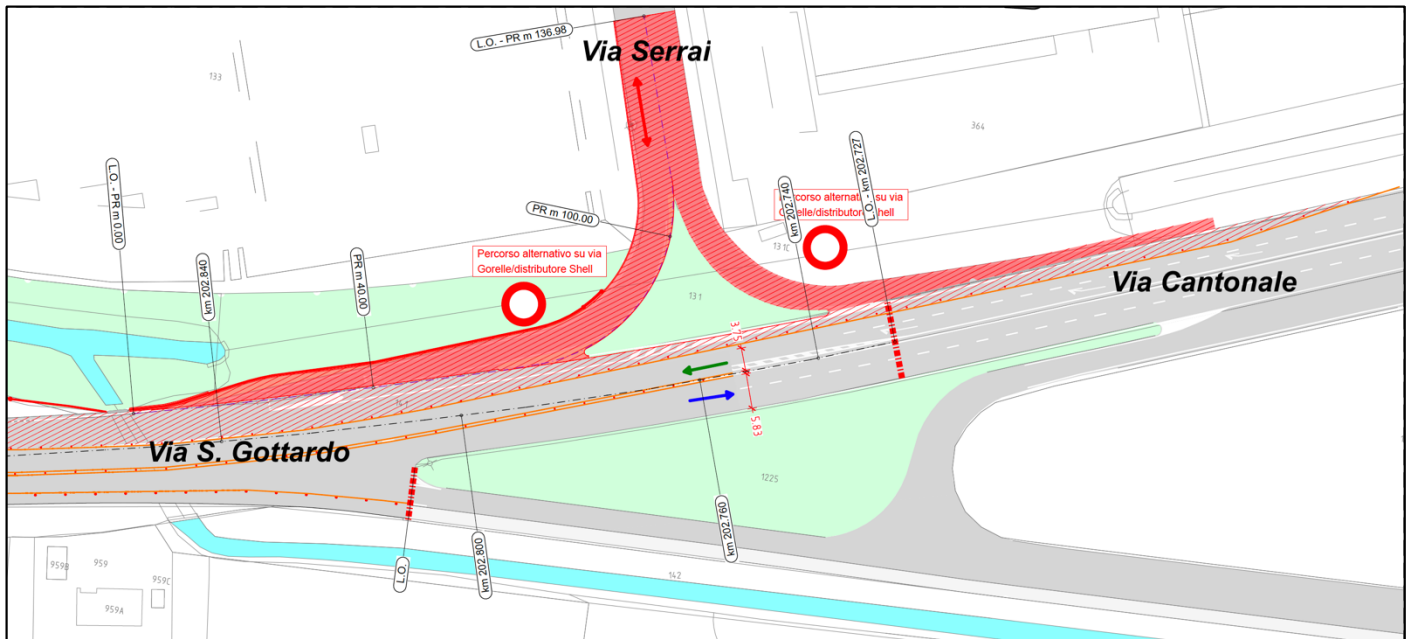 L.O. - PR m 136.98
Via Serrai
133
364
L.O. - PR m 0.00
km 202.840
PR m 40.00
PR m 100.00
km 202.740
L.O. - km 202.727
Percorso alternativo su via
Gorelle/distributore Shell
Percorso alternativo su via
Gorelle/distributore Shell
131C
131
Via Cantonale
3.75
5.83
141
Via S. Gottardo
1225
km 202.760
km 202.800
L.O.
142
959B
959
959C
959A